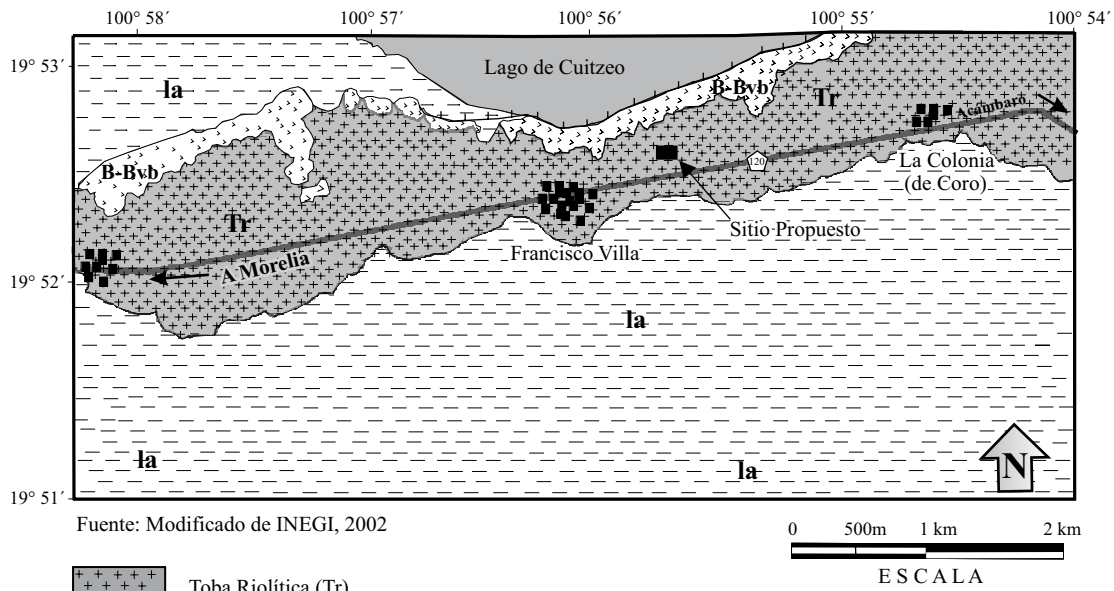 100° 58´ 100° 57´ 100° 56´ 100° 55´ 100° 54´
19° 53´
Lago de Cuitzeo
la
B-Bvb
Tr
Acambaro
120
B-Bvb
La Colonia
(de Coro)
Tr
Sitio Propuesto
Francisco Villa
A Morelia
19° 52´
la
la
la
N
19° 51´
Fuente: Modificado de INEGI, 2002
0 500m 1 km 2 km
ESCALA
Toba Riolítica (Tr)